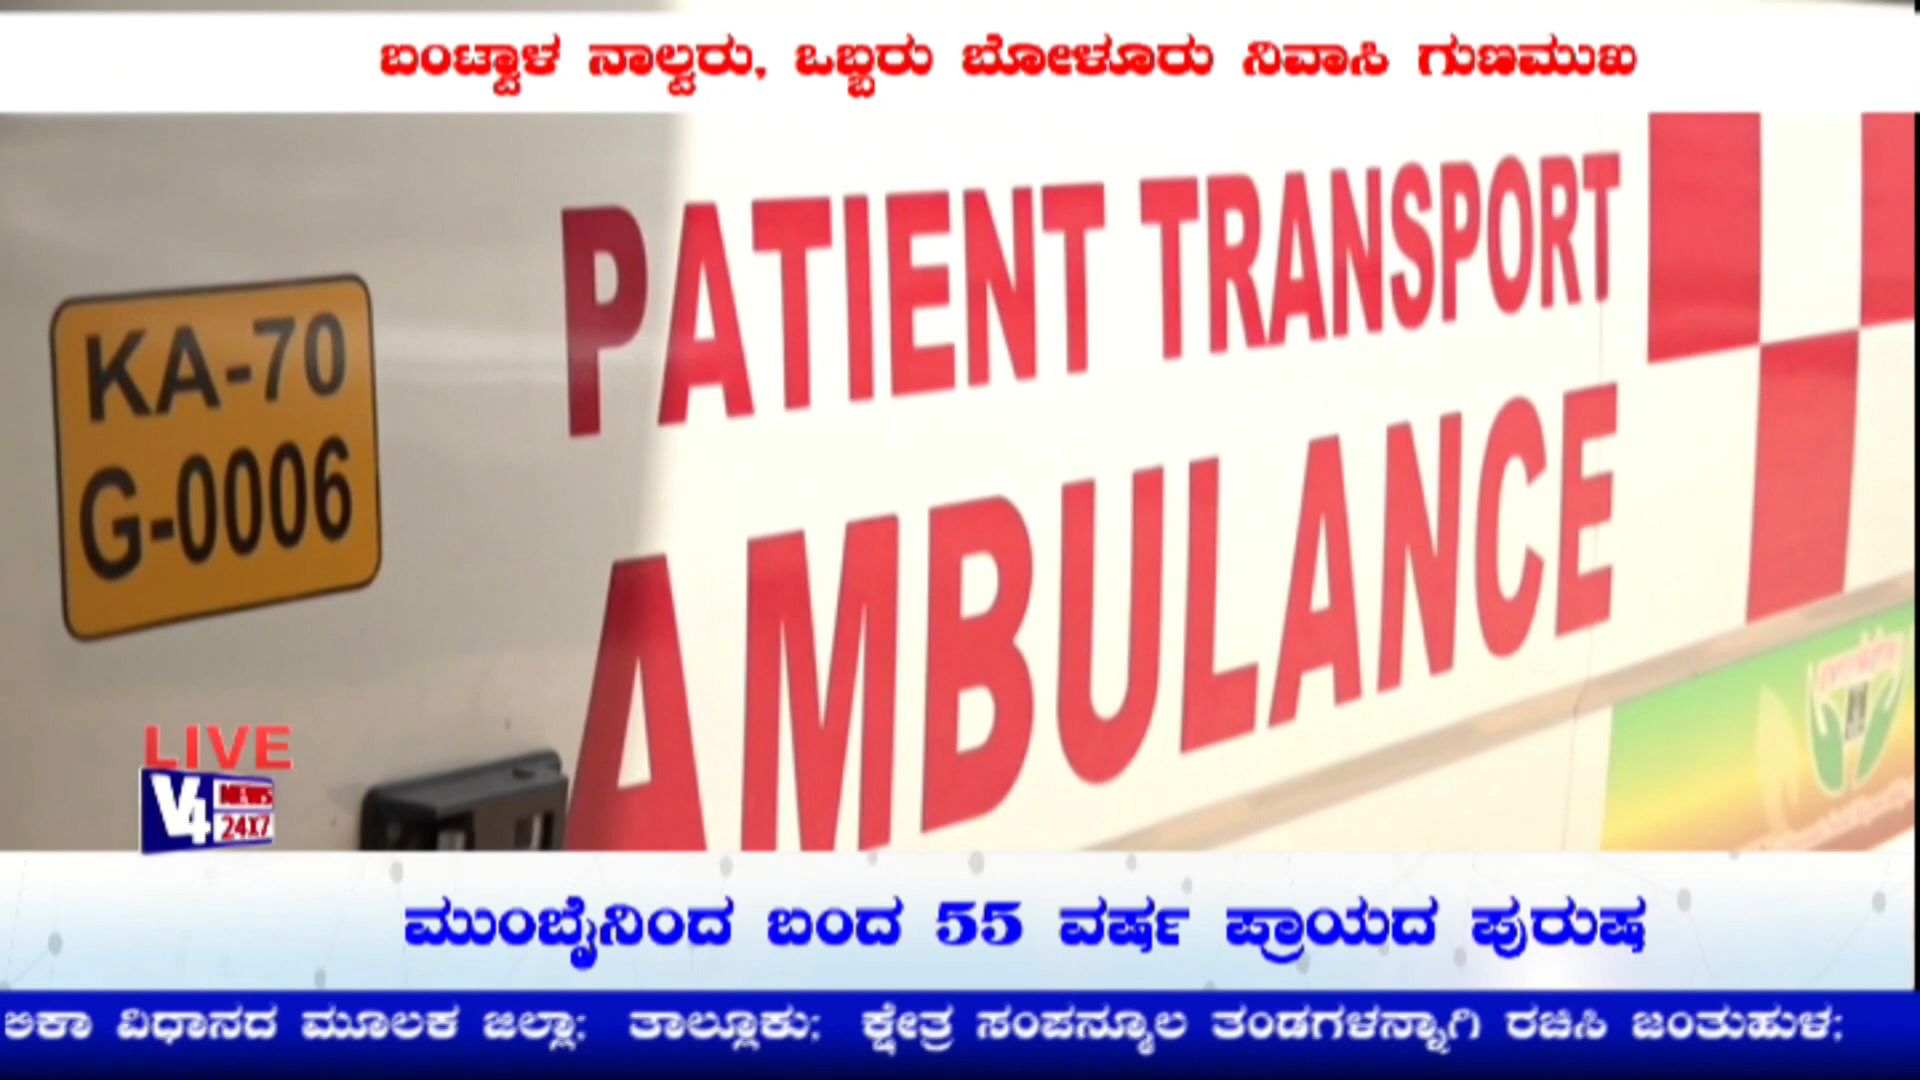 ಬಂಟ್ವಾಳ ನಾಲ್ವರು, ಒಬ್ಬರು ಬೋಳೂರು ನಿವಾಸಿ ಗುಣಮುಖ
PATIENT TRANSPORT
AMBULANCE
KA-70
G-0006
LIVE
V4 NEWS
24X7
ಮುಂಬೈನಿಂದ ಬಂದ 55 ವರ್ಷ ಪ್ರಾಯದ ಪುರುಷ
ವಿಧಾನದ ಮೂಲಕ ಜಿಲ್ಲಾ; ತಾಲ್ಲೂಕು; ಕ್ಷೇತ್ರ ಸಂಪನ್ಮೂಲ ತಂಡಗಳನ್ನಾಗಿ ರಚಿಸಿ ಜಂತುಹುಳ;